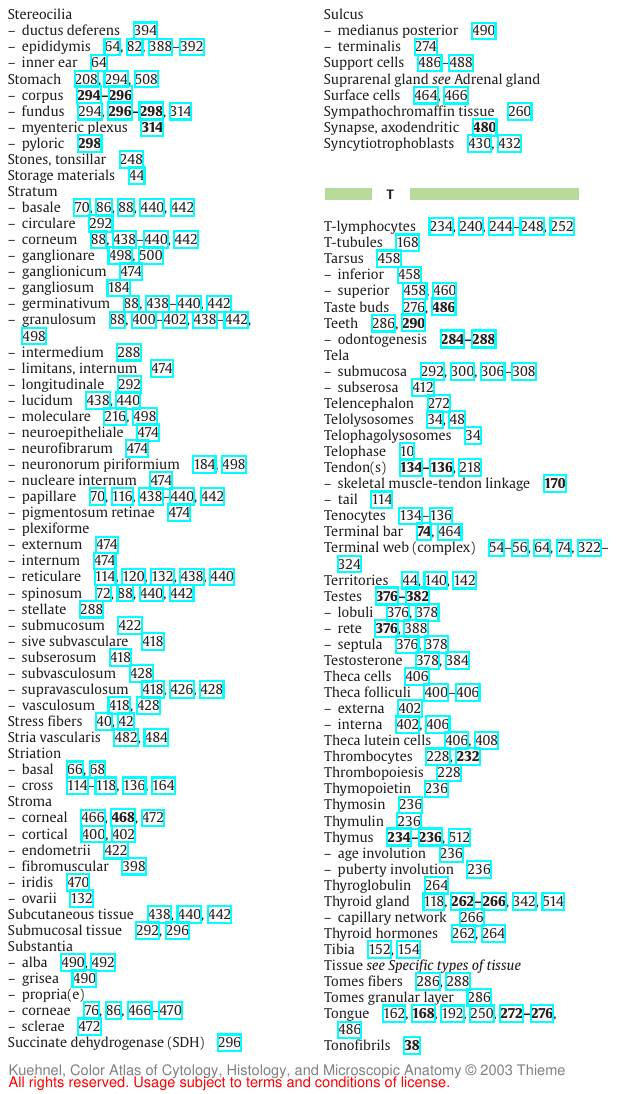 Stereocilia
– ductus deferens 394
– epididymis 64, 82, 388–392
– inner ear 64
Stomach 208, 294, 508
– corpus 294–296
– fundus 294, 296–298, 314
– myenteric plexus 314
– pyloric 298
Stones, tonsillar 248
Storage materials 44
Stratum
– basale 70, 86, 88, 440, 442
– circulare 292
– corneum 88, 438–440, 442
– ganglionare 498, 500
– ganglionicum 474
– gangliosum 184
– germinativum 88, 438–440, 442
– granulosum 88, 400–402, 438–442,
498
– intermedium 288
– limitans, internum 474
– longitudinale 292
– lucidum 438, 440
– moleculare 216, 498
– neuroepitheliale 474
– neurofibrarum 474
– neuronorum piriformium 184, 498
– nucleare internum 474
– papillare 70, 116, 438–440, 442
– pigmentosum retinae 474
– plexiforme
– externum 474
– internum 474
– reticulare 114, 120, 132, 438, 440
– spinosum 72, 88, 440, 442
– stellate 288
– submucosum 422
– sive subvasculare 418
– subserosum 418
– subvasculosum 428
– supravasculosum 418, 426, 428
– vasculosum 418, 428
Stress fibers 40, 42
Stria vascularis 482, 484
Striation
– basal 66, 68
– cross 114–118, 136, 164
Stroma
– corneal 466, 468, 472
– cortical 400, 402
– endometrii 422
– fibromuscular 398
– iridis 470
– ovarii 132
Subcutaneous tissue 438, 440, 442
Submucosal tissue 292, 296
Substantia
– alba 490, 492
– grisea 490
– propria(e)
– corneae 76, 86, 466–470
– sclerae 472
Succinate dehydrogenase (SDH) 296
Sulcus
– medianus posterior 490
– terminalis 274
Support cells 486–488
Suprarenal gland see Adrenal gland
Surface cells 464, 466
Sympathochromaffin tissue 260
Synapse, axodendritic 480
Syncytiotrophoblasts 430, 432
T
T-lymphocytes 234, 240, 244–248, 252
T-tubules 168
Tarsus 458
– inferior 458
– superior 458, 460
Taste buds 276, 486
Teeth 286, 290
– odontogenesis 284–288
Tela
– submucosa 292, 300, 306–308
– subserosa 412
Telencephalon 272
Telolysosomes 34, 48
Telophagolysosomes 34
Telophase 10
Tendon(s) 134–136, 218
– skeletal muscle-tendon linkage 170
– tail 114
Tenocytes 134–136
Terminal bar 74, 464
Terminal web (complex) 54–56, 64, 74, 322–
324
Territories 44, 140, 142
Testes 376–382
– lobuli 376, 378
– rete 376, 388
– septula 376, 378
Testosterone 378, 384
Theca cells 406
Theca folliculi 400–406
– externa 402
– interna 402, 406
Theca lutein cells 406, 408
Thrombocytes 228, 232
Thrombopoiesis 228
Thymopoietin 236
Thymosin 236
Thymulin 236
Thymus 234–236, 512
– age involution 236
– puberty involution 236
Thyroglobulin 264
Thyroid gland 118, 262–266, 342, 514
– capillary network 266
Thyroid hormones 262, 264
Tibia 152, 154
Tissue see Specific types of tissue
Tomes fibers 286, 288
Tomes granular layer 286
Tongue 162, 168, 192, 250, 272–276,
486
Tonofibrils 38
Kuehnel, Color Atlas of Cytology, Histology, and Microscopic Anatomy © 2003 Thieme
All rights reserved. Usage subject to terms and conditions of license.